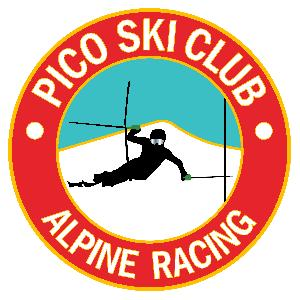 PICO SKI CLUB
ALPINE RACING